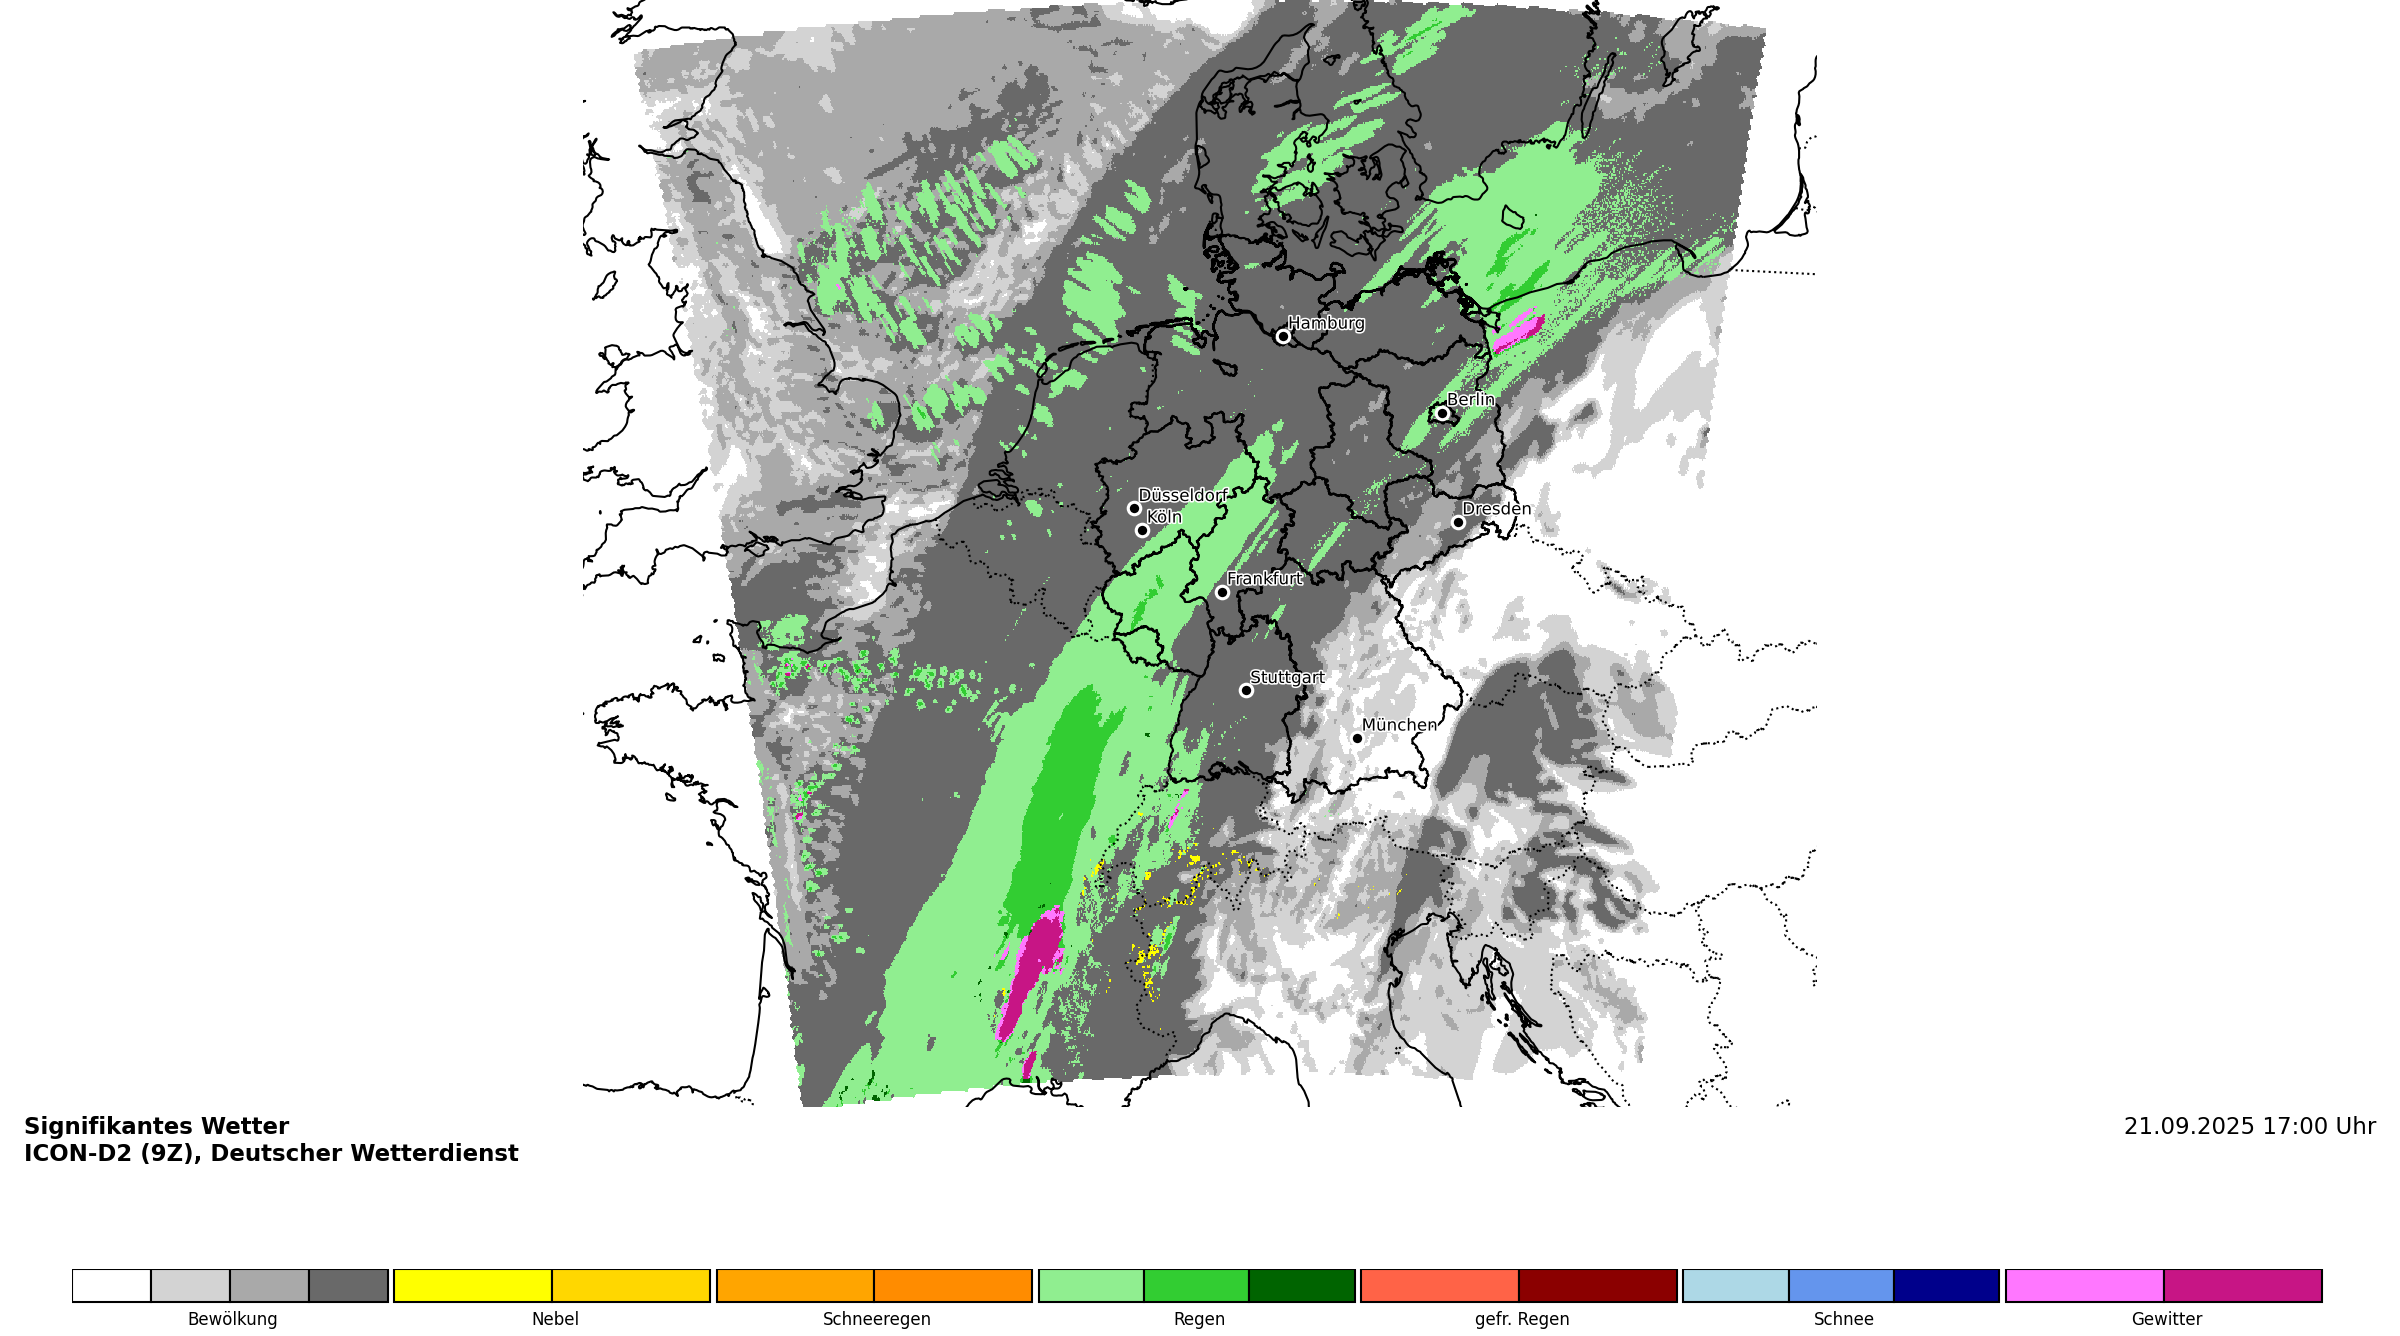 Hamburg
Berlin
Düsseldorf
Köln
Dresden
Frankfurt
Stuttgart
München
Signifikantes Wetter
ICON-D2 (9Z), Deutscher Wetterdienst
21.09.2025 17:00 Uhr
Bewölkung
Nebel
Schneeregen
Regen
gefr. Regen
Schnee
Gewitter